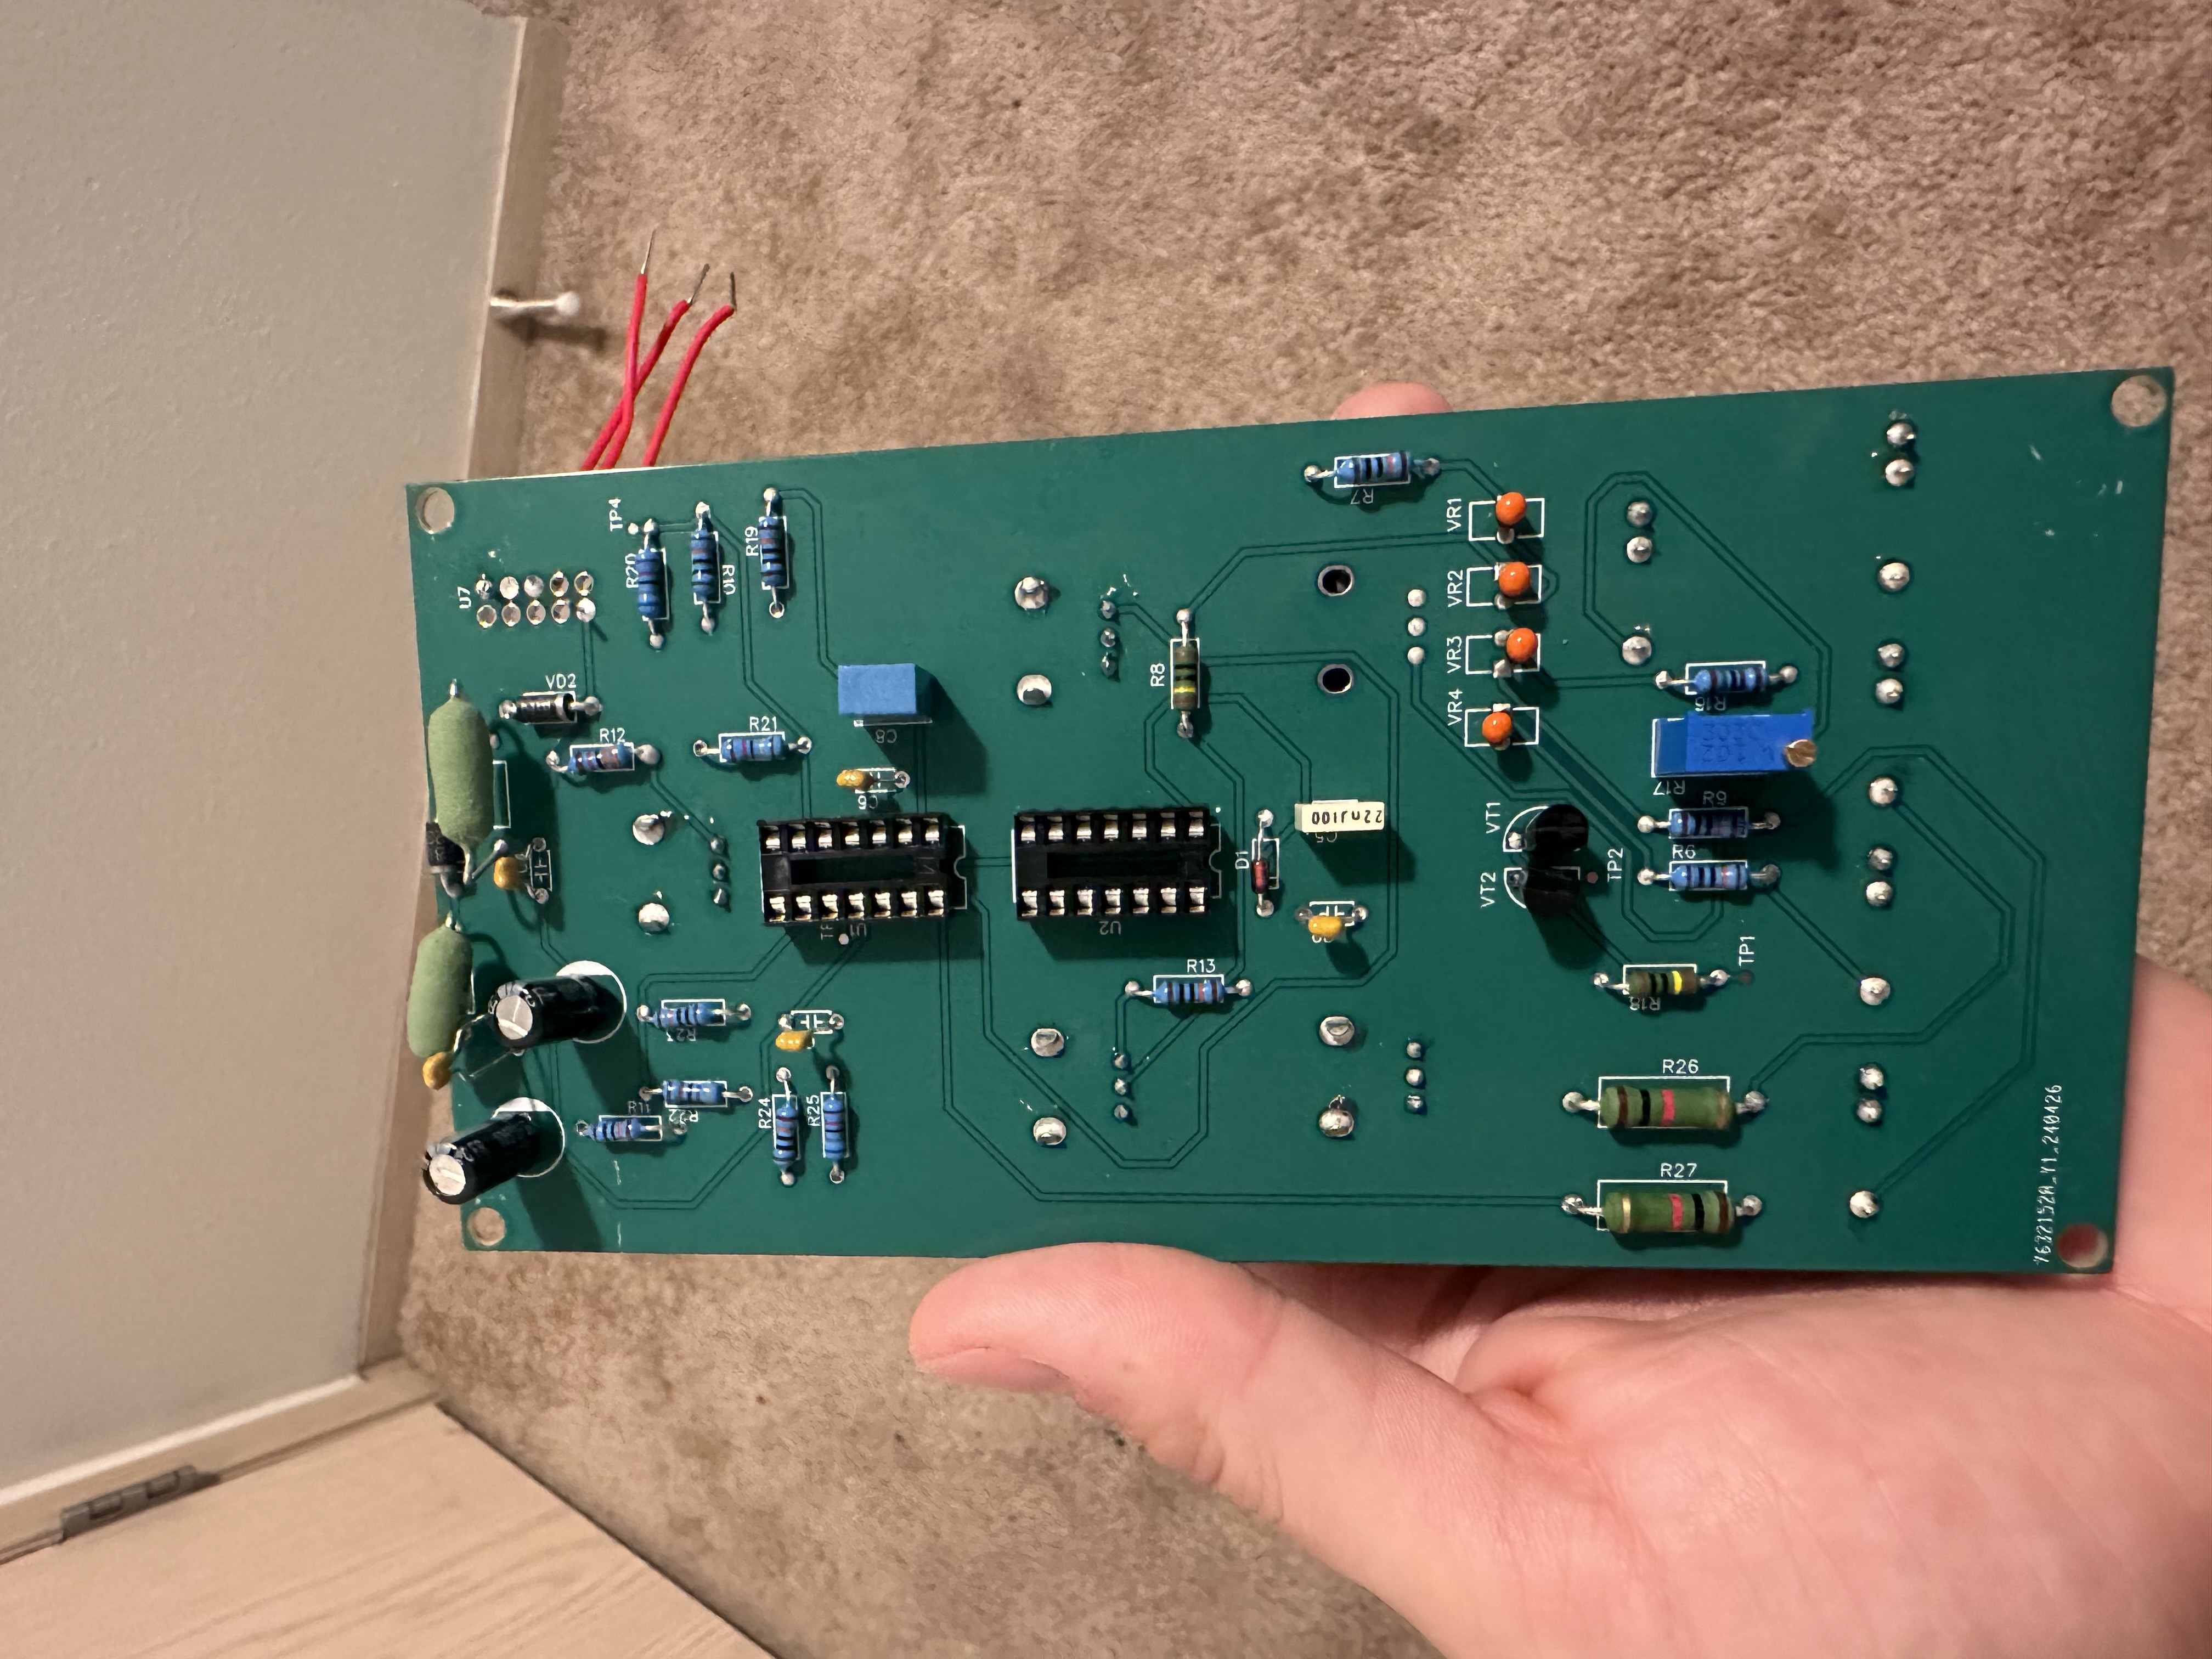 U7
VD2
R12
TP4
R20
R11
R22
R10
R21
R19
R24
R25
U1
C6
C8
U2
R8
R13
D1
C5
22nJ100
R7
VR4
VR3
VR2
VR1
VT2
VT1
TP2
R18
R27
R26
R6
R17
R9
R16
TP1
7632152A_Y1_240426